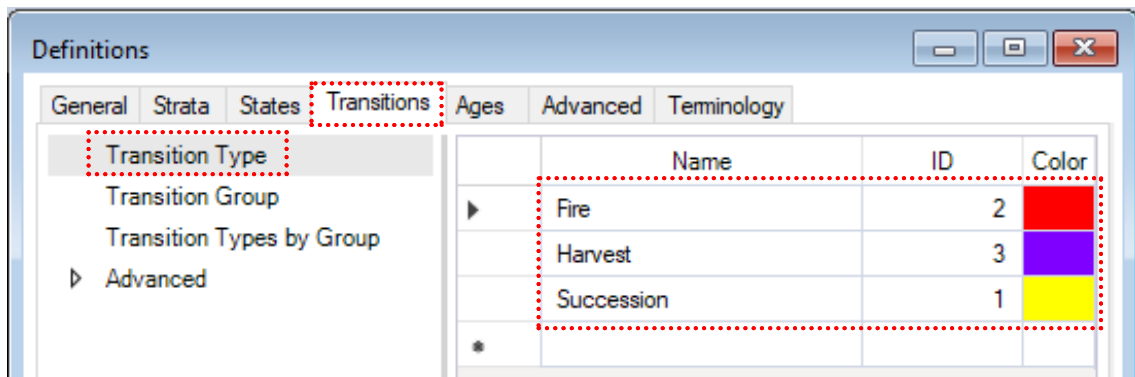 Definitions
General Strata States Transitions Ages Advanced Terminology
Transition Type
Transition Group
Transition Types by Group
Advanced
Name ID Color
Fire 2
Harvest 3
Succession 1